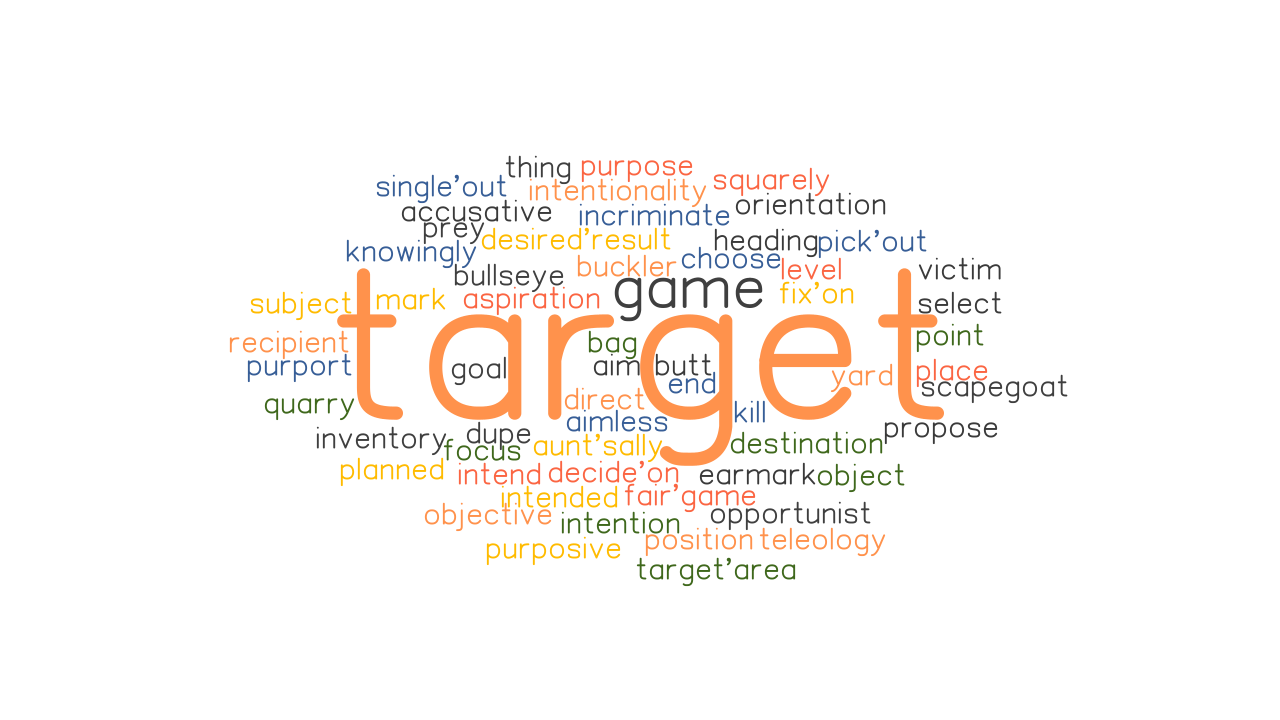 thing
purpose
squarely
single'out
intentionality
orientation
accusative
incriminate
prey
desired'result
heading
pick'out
knowingly
bullseye
buckler
choose
level
victim
game
subject
mark
aspiration
fix'on
select
target
recipient
bag
point
purport
goal
aim
butt
end
yard
place
scapegoat
quarry
direct
aimless
kill
propose
inventory
dupe
focus
aunt'sally
destination
planned
intend
decide'on
earmark
object
intended
fair'game
objective
intention
opportunist
purposive
position
teleology
target'area